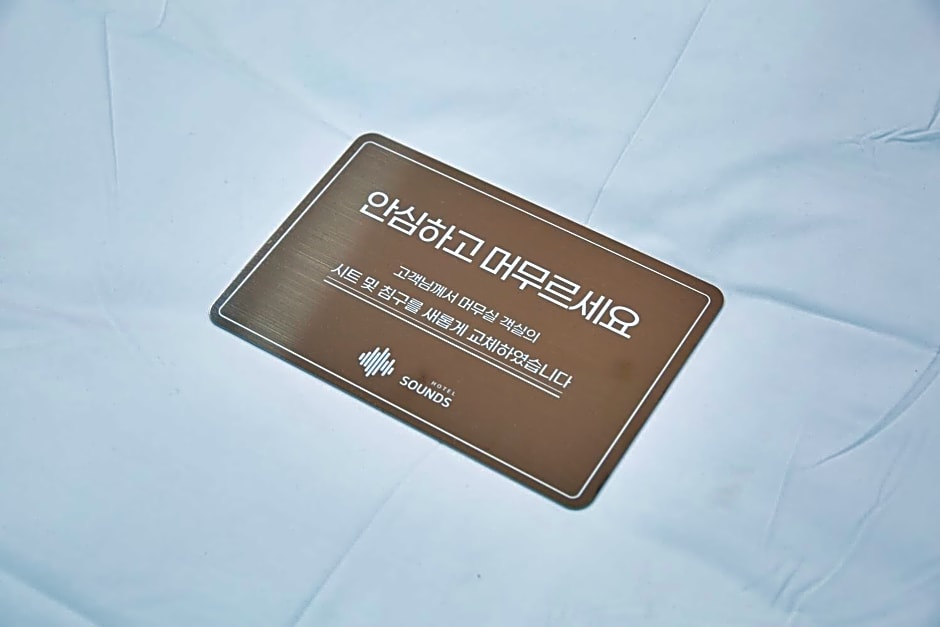 안심하고 머무르세요
고객님께서 머무실 객실의
시트 및 침구를 새롭게 교체하였습니다
HOTEL
SOUNDS